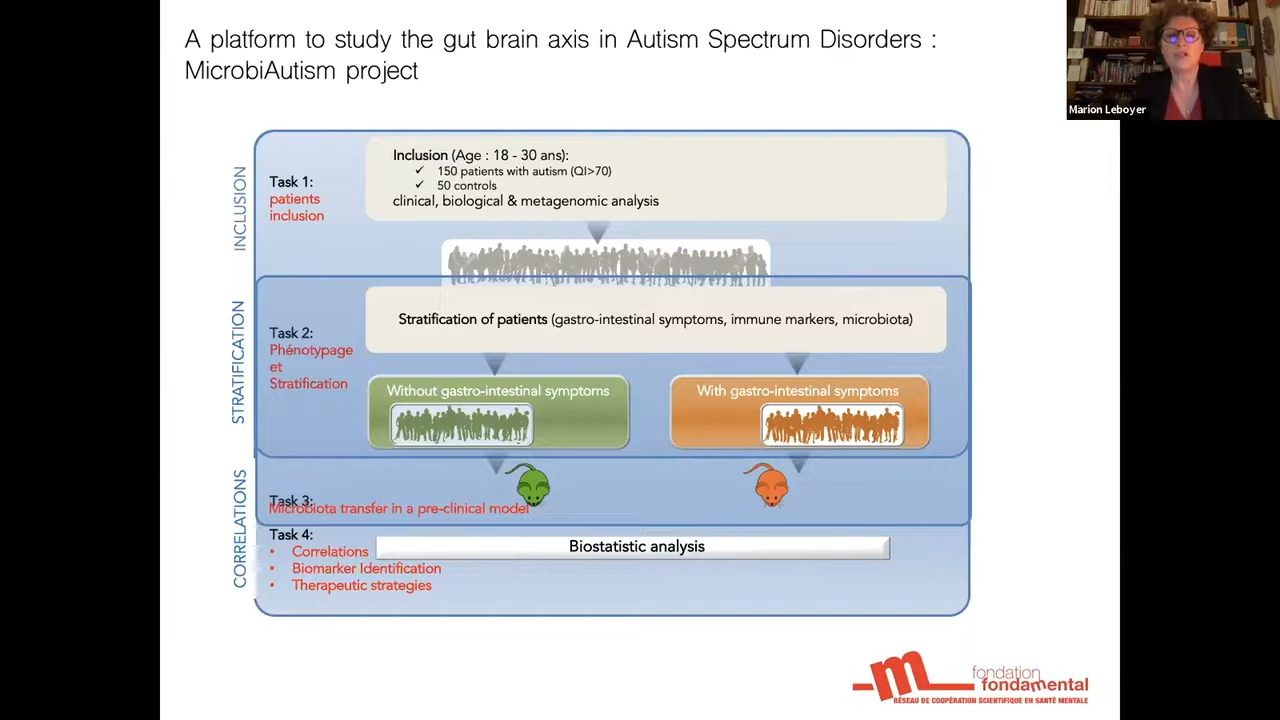 A platform to study the gut brain axis in Autism Spectrum Disorders :
MicrobiAutism project
Marion Leboyer
INCLUSION
Task 1:
patients
inclusion
Inclusion (Age : 18 - 30 ans):
✓ 150 patients with autism (QI>70)
✓ 50 controls
clinical, biological & metagenomic analysis
STRATIFICATION
Task 2:
Phénotypage
et
Stratification
Stratification of patients (gastro-intestinal symptoms, immune markers, microbiota)
Without gastro-intestinal symptoms
With gastro-intestinal symptoms
CORRELATIONS
Task 3:
Microbiota transfer in a pre-clinical model
Task 4:
• Correlations
• Biomarker Identification
• Therapeutic strategies
Biostatistic analysis
fondation
fondamental
RÉSEAU DE COOPÉRATION SCIENTIFIQUE EN SANTÉ MENTALE